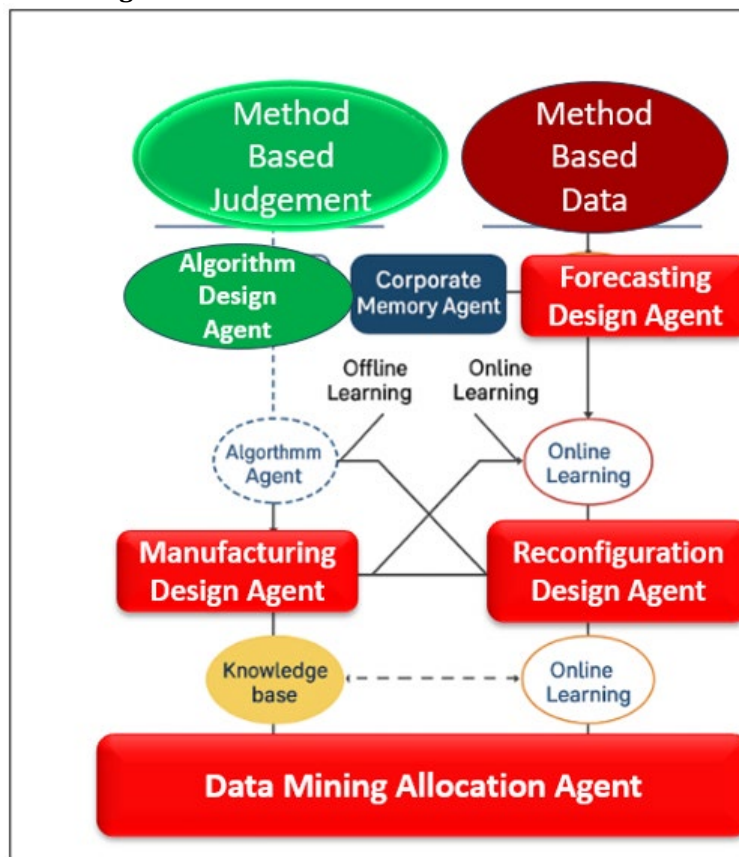 Method
Based
Judgement
Method
Based
Data
Algorithm
Design
Agent
Corporate
Memory Agent
Forecasting
Design Agent
Offline
Learning
Online
Learning
Algorthmm
Agent
Online
Learning
Manufacturing
Design Agent
Reconfiguration
Design Agent
Knowledge
base
Online
Learning
Data Mining Allocation Agent